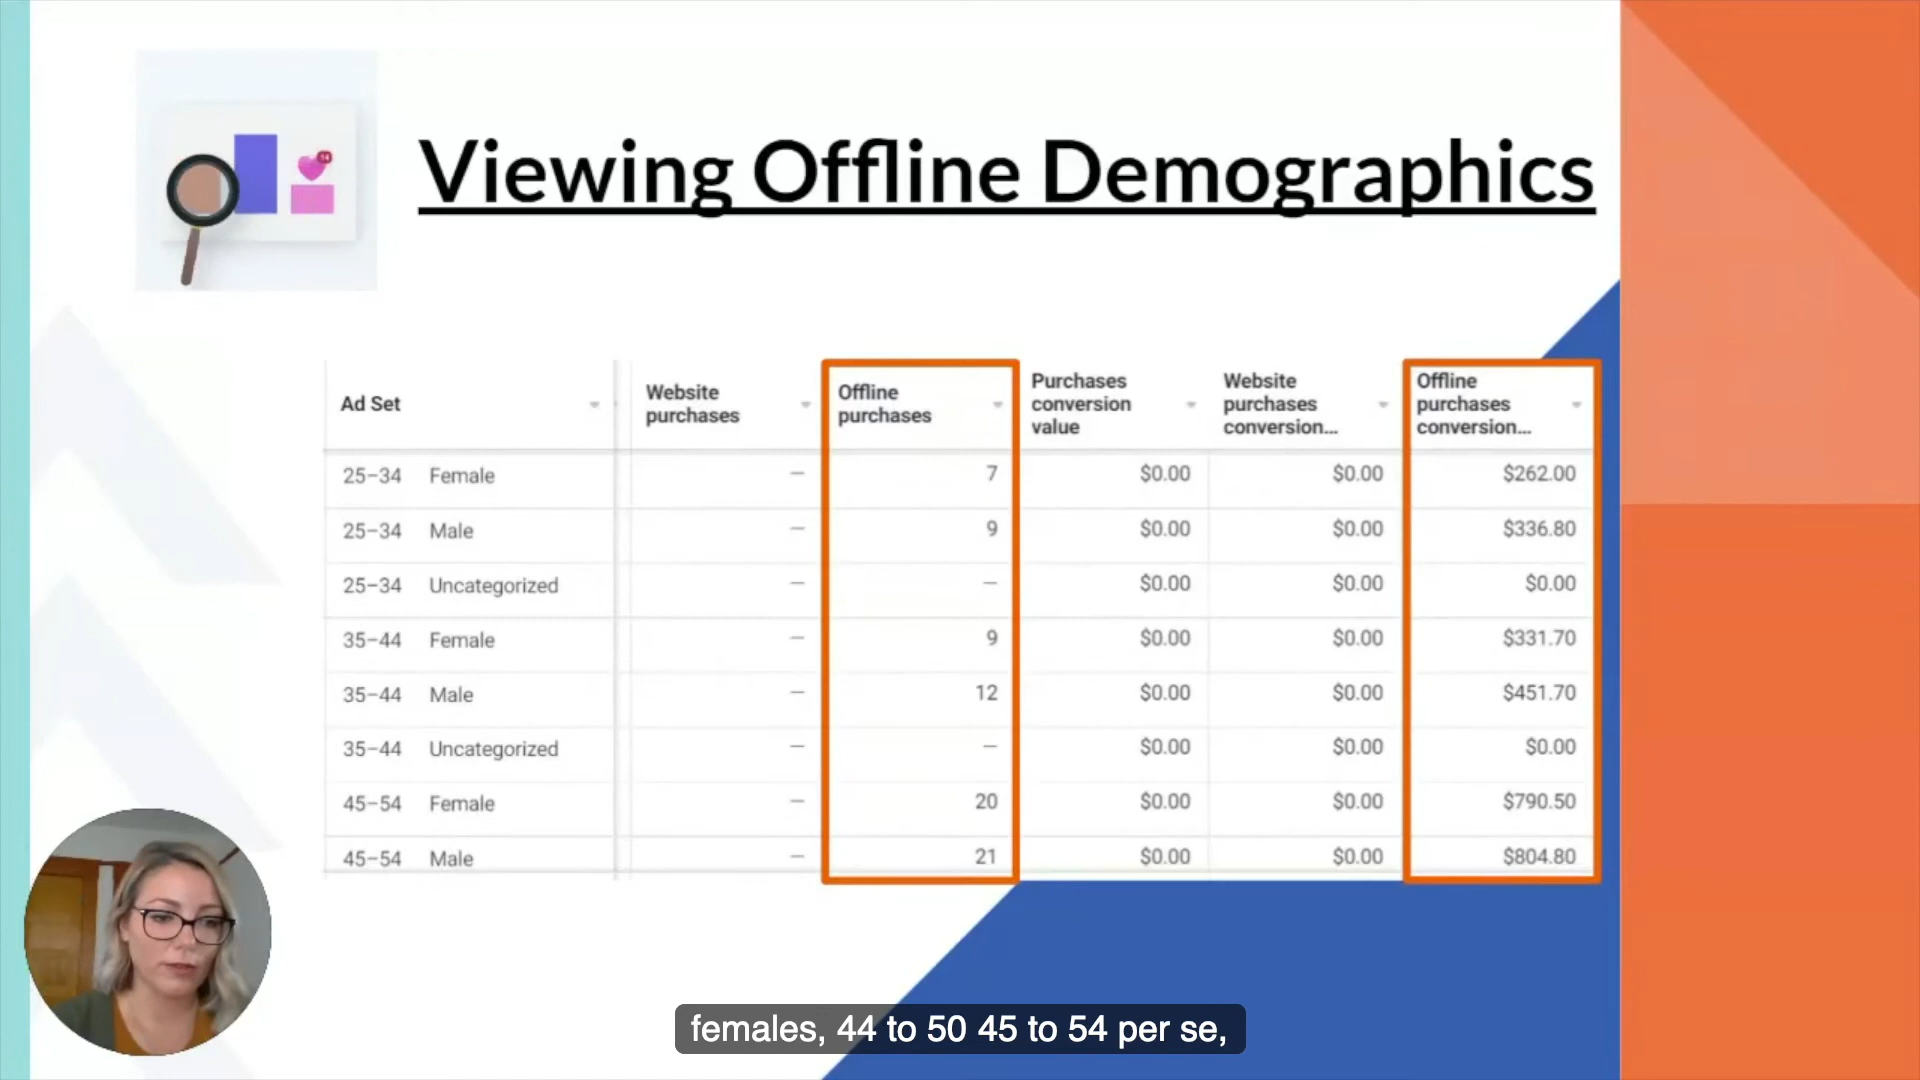 14
Viewing Offline Demographics
Ad Set Website purchases Offline purchases Purchases conversion value Website purchases conversion... Offline purchases conversion...
25–34 Female — 7 $0.00 $0.00 $262.00
25–34 Male — 9 $0.00 $0.00 $336.80
25–34 Uncategorized — — $0.00 $0.00 $0.00
35–44 Female — 9 $0.00 $0.00 $331.70
35–44 Male — 12 $0.00 $0.00 $451.70
35–44 Uncategorized — — $0.00 $0.00 $0.00
45–54 Female — 20 $0.00 $0.00 $790.50
45–54 Male — 21 $0.00 $0.00 $804.80
females, 44 to 50 45 to 54 per se,